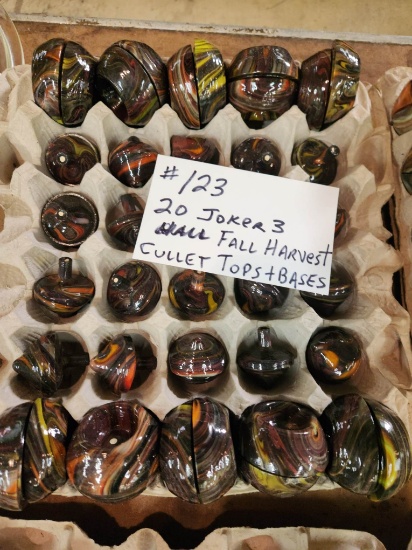 #123
20 Joker 3
Fall Harvest
Cullet Tops + Bases